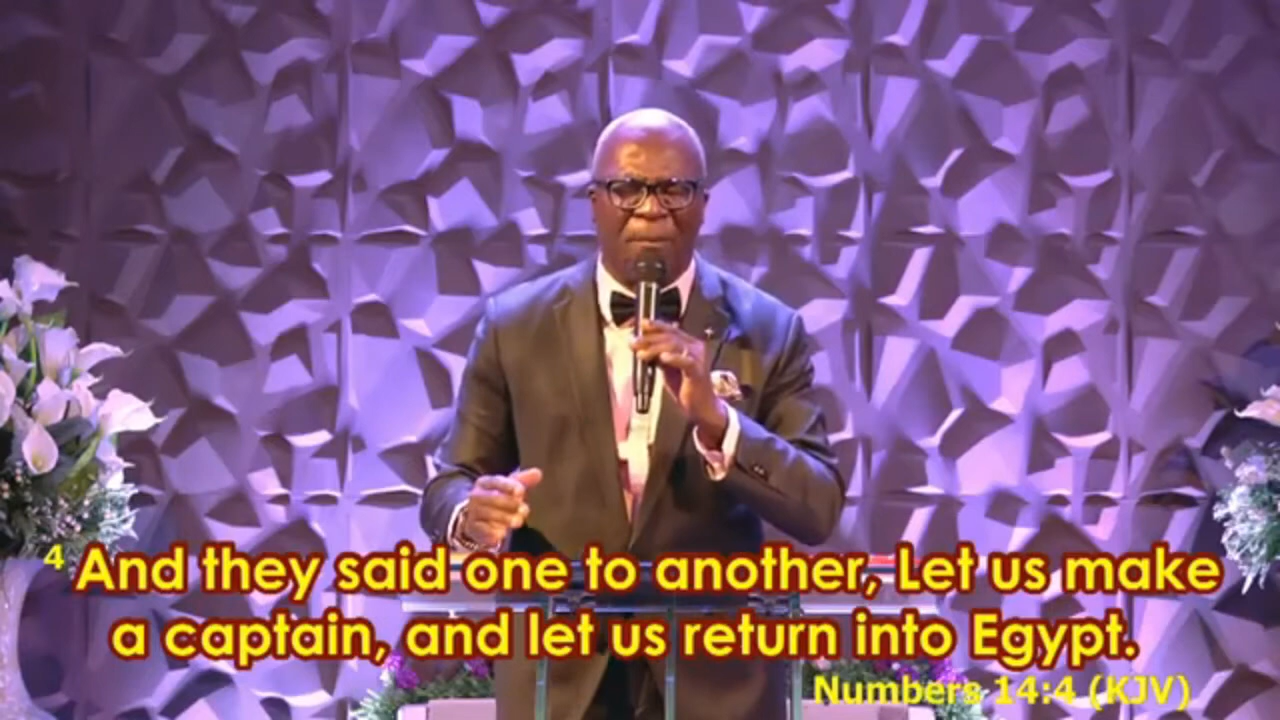 4 And they said one to another, Let us make
a captain, and let us return into Egypt.
Numbers 14:4 (KJV)